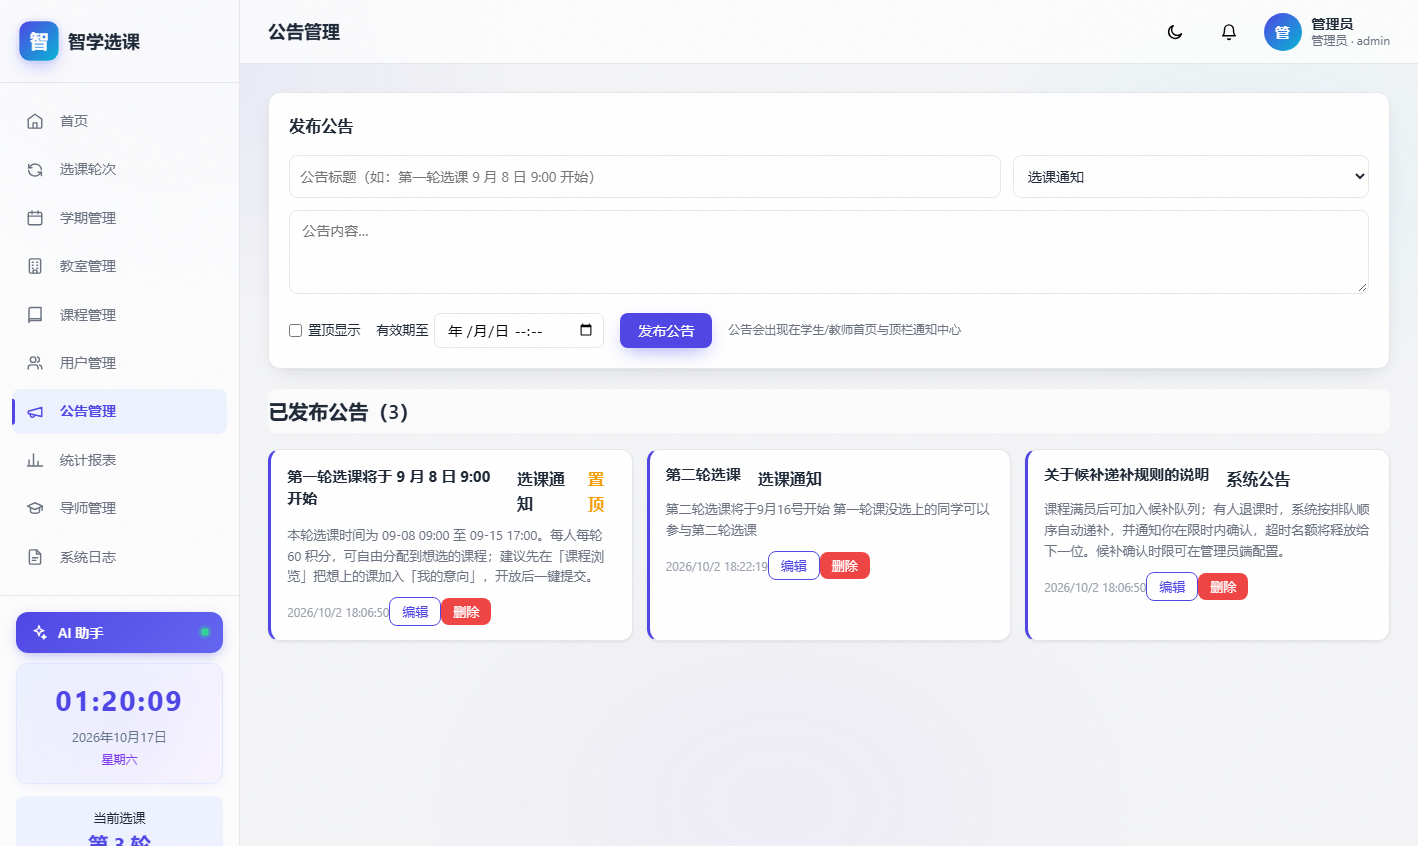 智 智学选课
公告管理
管 管理员
管理员 · admin
首页
选课轮次
学期管理
教室管理
课程管理
用户管理
公告管理
统计报表
导师管理
系统日志
AI 助手
01:20:09
2026年10月17日
星期六
当前选课
第 3 轮
发布公告
公告标题（如：第一轮选课 9 月 8 日 9:00 开始）
选课通知
公告内容...
置顶显示 有效期至 年 /月/日 --:-- 发布公告 公告会出现在学生/教师首页与顶栏通知中心
已发布公告（3）
第一轮选课将于 9 月 8 日 9:00
开始
选课通
知
置
顶
本轮选课时间为 09-08 09:00 至 09-15 17:00。每人每轮
60 积分，可自由分配到想选的课程；建议先在「课程浏
览」把想上的课加入「我的意向」，开放后一键提交。
2026/10/2 18:06:50 编辑 删除
第二轮选课 选课通知
第二轮选课将于9月16号开始 第一轮课没选上的同学可以
参与第二轮选课
2026/10/2 18:22:19 编辑 删除
关于候补递补规则的说明 系统公告
课程满员后可加入候补队列；有人退课时，系统按排队顺
序自动递补，并通知你在限时内确认，超时名额将释放给
下一位。候补确认时限可在管理员端配置。
2026/10/2 18:06:50 编辑 删除